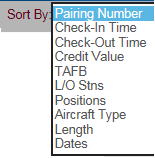 Sort By: Pairing Number
Check-In Time
Check-Out Time
Credit Value
TAFB
L/O Stns
Positions
Aircraft Type
Length
Dates